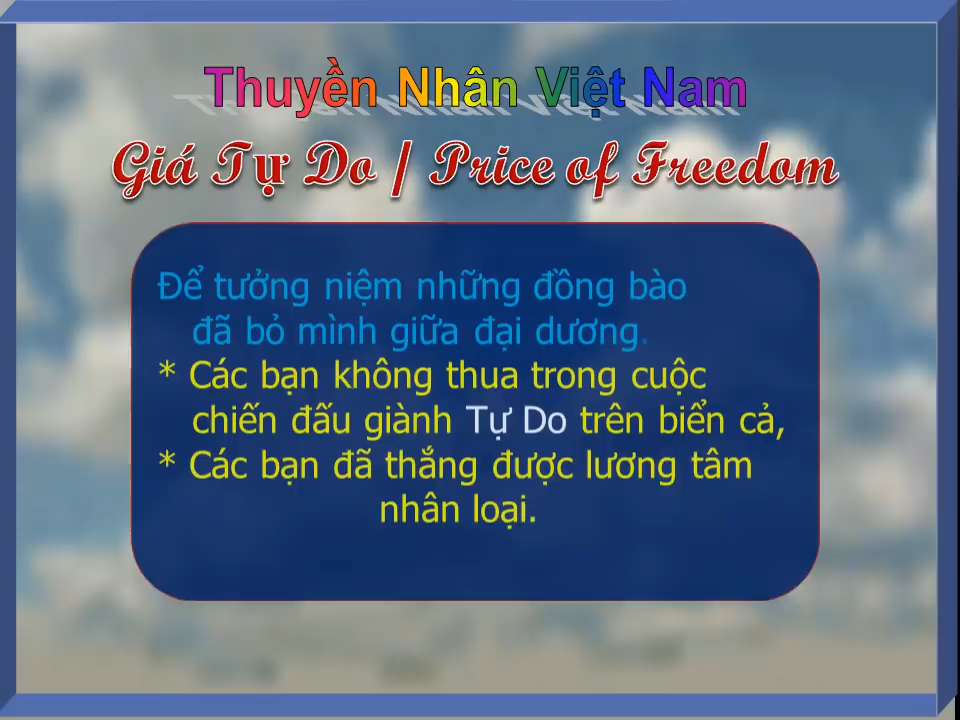 Thuyền Nhân Việt Nam
Giá Tự Do / Price of Freedom
Để tưởng niệm những đồng bào
đã bỏ mình giữa đại dương.
* Các bạn không thua trong cuộc
chiến đấu giành Tự Do trên biển cả,
* Các bạn đã thắng được lương tâm
nhân loại.